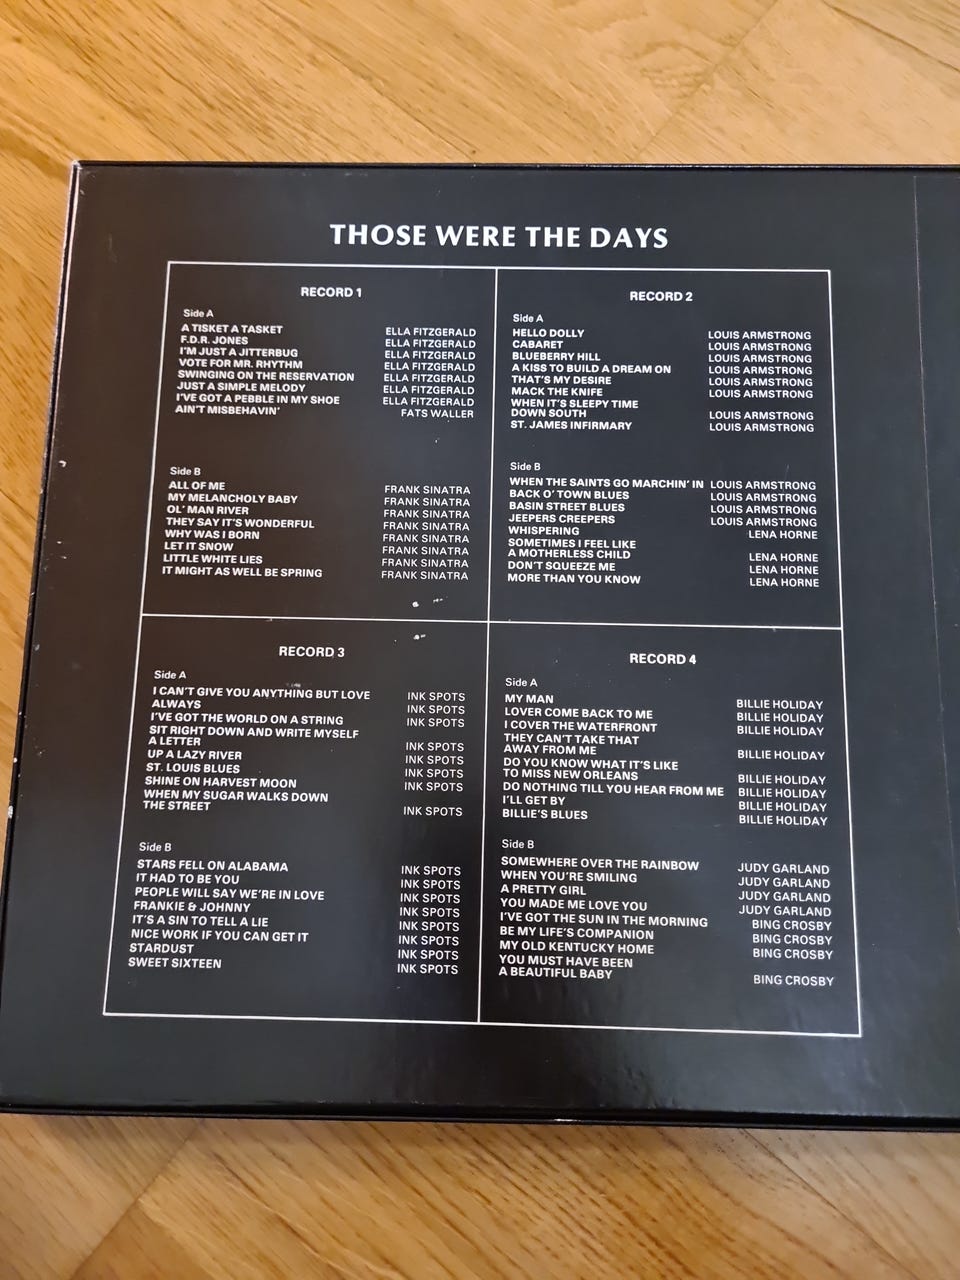 THOSE WERE THE DAYS
RECORD 1
Side A
A TISKET A TASKET ELLA FITZGERALD
F.D.R. JONES ELLA FITZGERALD
I'M JUST A JITTERBUG ELLA FITZGERALD
VOTE FOR MR. RHYTHM ELLA FITZGERALD
SWINGING ON THE RESERVATION ELLA FITZGERALD
JUST A SIMPLE MELODY ELLA FITZGERALD
I'VE GOT A PEBBLE IN MY SHOE ELLA FITZGERALD
AIN'T MISBEHAVIN' FATS WALLER
Side B
ALL OF ME FRANK SINATRA
MY MELANCHOLY BABY FRANK SINATRA
OL' MAN RIVER FRANK SINATRA
THEY SAY IT'S WONDERFUL FRANK SINATRA
WHY WAS I BORN FRANK SINATRA
LET IT SNOW FRANK SINATRA
LITTLE WHITE LIES FRANK SINATRA
IT MIGHT AS WELL BE SPRING FRANK SINATRA
RECORD 2
Side A
HELLO DOLLY LOUIS ARMSTRONG
CABARET LOUIS ARMSTRONG
BLUEBERRY HILL LOUIS ARMSTRONG
A KISS TO BUILD A DREAM ON LOUIS ARMSTRONG
THAT'S MY DESIRE LOUIS ARMSTRONG
MACK THE KNIFE LOUIS ARMSTRONG
WHEN IT'S SLEEPY TIME
DOWN SOUTH LOUIS ARMSTRONG
ST. JAMES INFIRMARY LOUIS ARMSTRONG
Side B
WHEN THE SAINTS GO MARCHIN' IN LOUIS ARMSTRONG
BACK O' TOWN BLUES LOUIS ARMSTRONG
BASIN STREET BLUES LOUIS ARMSTRONG
JEEPERS CREEPERS LOUIS ARMSTRONG
WHISPERING LENA HORNE
SOMETIMES I FEEL LIKE
A MOTHERLESS CHILD LENA HORNE
DON'T SQUEEZE ME LENA HORNE
MORE THAN YOU KNOW LENA HORNE
RECORD 3
Side A
I CAN'T GIVE YOU ANYTHING BUT LOVE INK SPOTS
ALWAYS INK SPOTS
I'VE GOT THE WORLD ON A STRING INK SPOTS
SIT RIGHT DOWN AND WRITE MYSELF
A LETTER INK SPOTS
UP A LAZY RIVER INK SPOTS
ST. LOUIS BLUES INK SPOTS
SHINE ON HARVEST MOON INK SPOTS
WHEN MY SUGAR WALKS DOWN
THE STREET INK SPOTS
Side B
STARS FELL ON ALABAMA INK SPOTS
IT HAD TO BE YOU INK SPOTS
PEOPLE WILL SAY WE'RE IN LOVE INK SPOTS
FRANKIE & JOHNNY INK SPOTS
IT'S A SIN TO TELL A LIE INK SPOTS
NICE WORK IF YOU CAN GET IT INK SPOTS
STARDUST INK SPOTS
SWEET SIXTEEN INK SPOTS
RECORD 4
Side A
MY MAN BILLIE HOLIDAY
LOVER COME BACK TO ME BILLIE HOLIDAY
I COVER THE WATERFRONT BILLIE HOLIDAY
THEY CAN'T TAKE THAT
AWAY FROM ME BILLIE HOLIDAY
DO YOU KNOW WHAT IT'S LIKE
TO MISS NEW ORLEANS BILLIE HOLIDAY
DO NOTHING TILL YOU HEAR FROM ME BILLIE HOLIDAY
I'LL GET BY BILLIE HOLIDAY
BILLIE'S BLUES BILLIE HOLIDAY
Side B
SOMEWHERE OVER THE RAINBOW JUDY GARLAND
WHEN YOU'RE SMILING JUDY GARLAND
A PRETTY GIRL JUDY GARLAND
YOU MADE ME LOVE YOU JUDY GARLAND
I'VE GOT THE SUN IN THE MORNING BING CROSBY
BE MY LIFE'S COMPANION BING CROSBY
MY OLD KENTUCKY HOME BING CROSBY
YOU MUST HAVE BEEN
A BEAUTIFUL BABY BING CROSBY